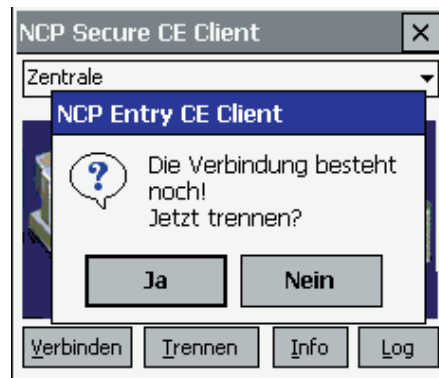 NCP Secure CE Client
Zentrale
NCP Entry CE Client
Die Verbindung besteht
noch!
Jetzt trennen?
Ja Nein
Verbinden Trennen Info Log